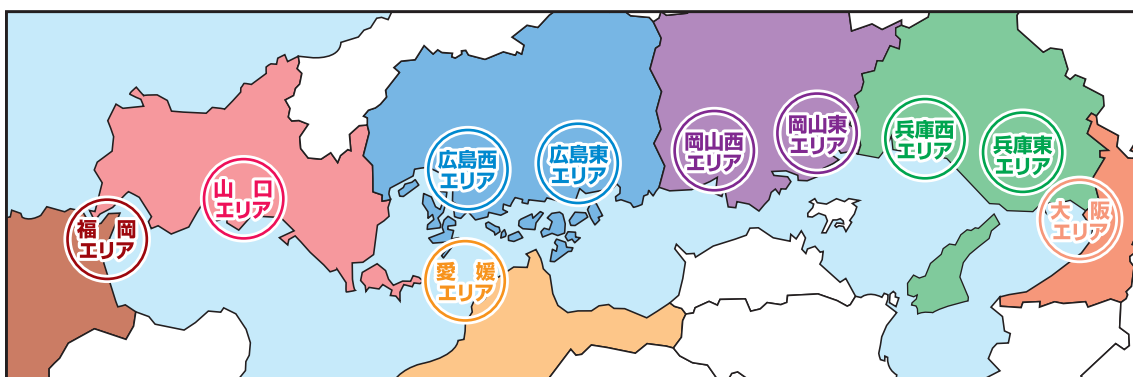 福岡
エリア
山口
エリア
広島西
エリア
広島東
エリア
愛媛
エリア
岡山西
エリア
岡山東
エリア
兵庫西
エリア
兵庫東
エリア
大阪
エリア